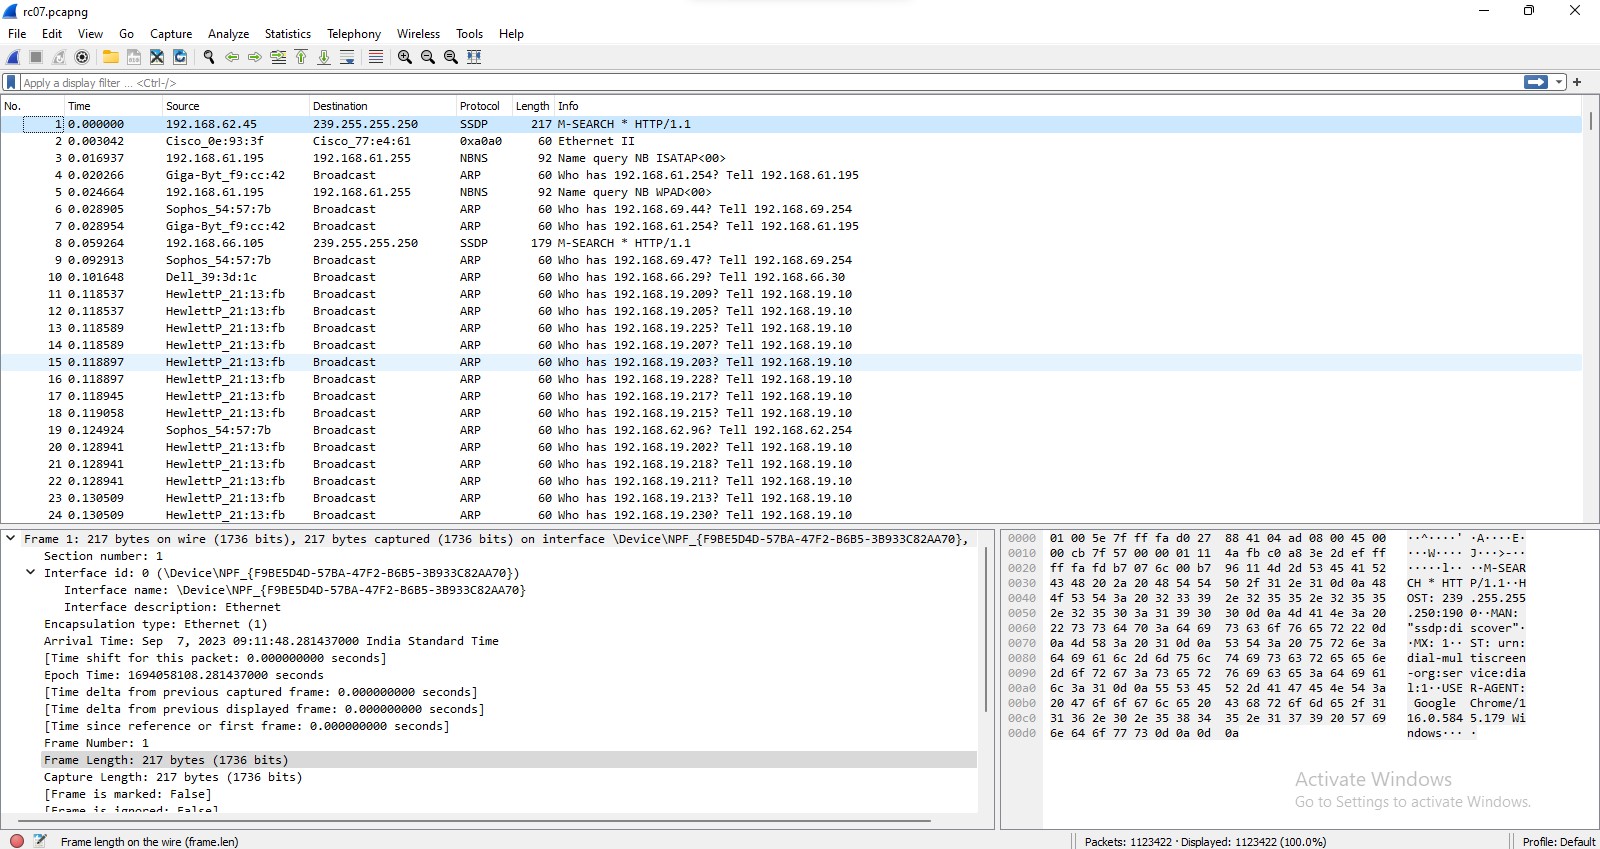 rc07.pcapng
File Edit View Go Capture Analyze Statistics Telephony Wireless Tools Help
Apply a display filter ... <Ctrl-/>
No. Time Source Destination Protocol Length Info
1 0.000000 192.168.62.45 239.255.255.250 SSDP 217 M-SEARCH * HTTP/1.1
2 0.003042 Cisco_0e:93:3f Cisco_77:e4:61 0xa0a0 60 Ethernet II
3 0.016937 192.168.61.195 192.168.61.255 NBNS 92 Name query NB ISATAP<00>
4 0.020266 Giga-Byt_f9:cc:42 Broadcast ARP 60 Who has 192.168.61.254? Tell 192.168.61.195
5 0.024664 192.168.61.195 192.168.61.255 NBNS 92 Name query NB WPAD<00>
6 0.028905 Sophos_54:57:7b Broadcast ARP 60 Who has 192.168.69.44? Tell 192.168.69.254
7 0.028954 Giga-Byt_f9:cc:42 Broadcast ARP 60 Who has 192.168.61.254? Tell 192.168.61.195
8 0.059264 192.168.66.105 239.255.255.250 SSDP 179 M-SEARCH * HTTP/1.1
9 0.092913 Sophos_54:57:7b Broadcast ARP 60 Who has 192.168.69.47? Tell 192.168.69.254
10 0.101648 Dell_39:3d:1c Broadcast ARP 60 Who has 192.168.66.29? Tell 192.168.66.30
11 0.118537 HewlettP_21:13:fb Broadcast ARP 60 Who has 192.168.19.209? Tell 192.168.19.10
12 0.118537 HewlettP_21:13:fb Broadcast ARP 60 Who has 192.168.19.205? Tell 192.168.19.10
13 0.118589 HewlettP_21:13:fb Broadcast ARP 60 Who has 192.168.19.225? Tell 192.168.19.10
14 0.118589 HewlettP_21:13:fb Broadcast ARP 60 Who has 192.168.19.207? Tell 192.168.19.10
15 0.118897 HewlettP_21:13:fb Broadcast ARP 60 Who has 192.168.19.203? Tell 192.168.19.10
16 0.118897 HewlettP_21:13:fb Broadcast ARP 60 Who has 192.168.19.228? Tell 192.168.19.10
17 0.118945 HewlettP_21:13:fb Broadcast ARP 60 Who has 192.168.19.217? Tell 192.168.19.10
18 0.119058 HewlettP_21:13:fb Broadcast ARP 60 Who has 192.168.19.215? Tell 192.168.19.10
19 0.124924 Sophos_54:57:7b Broadcast ARP 60 Who has 192.168.62.96? Tell 192.168.62.254
20 0.128941 HewlettP_21:13:fb Broadcast ARP 60 Who has 192.168.19.202? Tell 192.168.19.10
21 0.128941 HewlettP_21:13:fb Broadcast ARP 60 Who has 192.168.19.218? Tell 192.168.19.10
22 0.128941 HewlettP_21:13:fb Broadcast ARP 60 Who has 192.168.19.211? Tell 192.168.19.10
23 0.130509 HewlettP_21:13:fb Broadcast ARP 60 Who has 192.168.19.213? Tell 192.168.19.10
24 0.130509 HewlettP_21:13:fb Broadcast ARP 60 Who has 192.168.19.230? Tell 192.168.19.10
Frame 1: 217 bytes on wire (1736 bits), 217 bytes captured (1736 bits) on interface \Device\NPF_{F9BE5D4D-57BA-47F2-B6B5-3B933C82AA70},
Section number: 1
Interface id: 0 (\Device\NPF_{F9BE5D4D-57BA-47F2-B6B5-3B933C82AA70})
Interface name: \Device\NPF_{F9BE5D4D-57BA-47F2-B6B5-3B933C82AA70}
Interface description: Ethernet
Encapsulation type: Ethernet (1)
Arrival Time: Sep  7, 2023 09:11:48.281437000 India Standard Time
[Time shift for this packet: 0.000000000 seconds]
Epoch Time: 1694058108.281437000 seconds
[Time delta from previous captured frame: 0.000000000 seconds]
[Time delta from previous displayed frame: 0.000000000 seconds]
[Time since reference or first frame: 0.000000000 seconds]
Frame Number: 1
Frame Length: 217 bytes (1736 bits)
Capture Length: 217 bytes (1736 bits)
[Frame is marked: False]
[Frame is ignored: False]
0000 01 00 5e 7f ff fa d0 27 88 41 04 ad 08 00 45 00 ··^····' ·A····E·
0010 00 cb 7f 57 00 00 01 11 4a fb c0 a8 3e 2d ef ff ···W···· J···>-··
0020 ff fa fd b7 07 6c 00 b7 96 11 4d 2d 53 45 41 52 ·····l·· ··M-SEAR
0030 43 48 20 2a 20 48 54 54 50 2f 31 2e 31 0d 0a 48 CH * HTT P/1.1··H
0040 4f 53 54 3a 20 32 33 39 2e 32 35 35 2e 32 35 35 OST: 239 .255.255
0050 2e 32 35 30 3a 31 39 30 30 0d 0a 4d 41 4e 3a 20 .250:190 0··MAN:
0060 22 73 73 64 70 3a 64 69 73 63 6f 76 65 72 22 0d "ssdp:di scover"·
0070 0a 4d 58 3a 20 31 0d 0a 53 54 3a 20 75 72 6e 3a ·MX: 1·· ST: urn:
0080 64 69 61 6c 2d 6d 75 6c 74 69 73 63 72 65 65 6e dial-mul tiscreen
0090 2d 6f 72 67 3a 73 65 72 76 69 63 65 3a 64 69 61 -org:ser vice:dia
00a0 6c 3a 31 0d 0a 55 53 45 52 2d 41 47 45 4e 54 3a l:1··USE R-AGENT:
00b0 20 47 6f 6f 67 6c 65 20 43 68 72 6f 6d 65 2f 31 Google Chrome/1
00c0 31 36 2e 30 2e 35 38 34 35 2e 31 37 39 20 57 69 16.0.584 5.179 Wi
00d0 6e 64 6f 77 73 0d 0a 0d 0a ndows··· ·
Activate Windows
Go to Settings to activate Windows.
Frame length on the wire (frame.len) Packets: 1123422 · Displayed: 1123422 (100.0%) Profile: Default